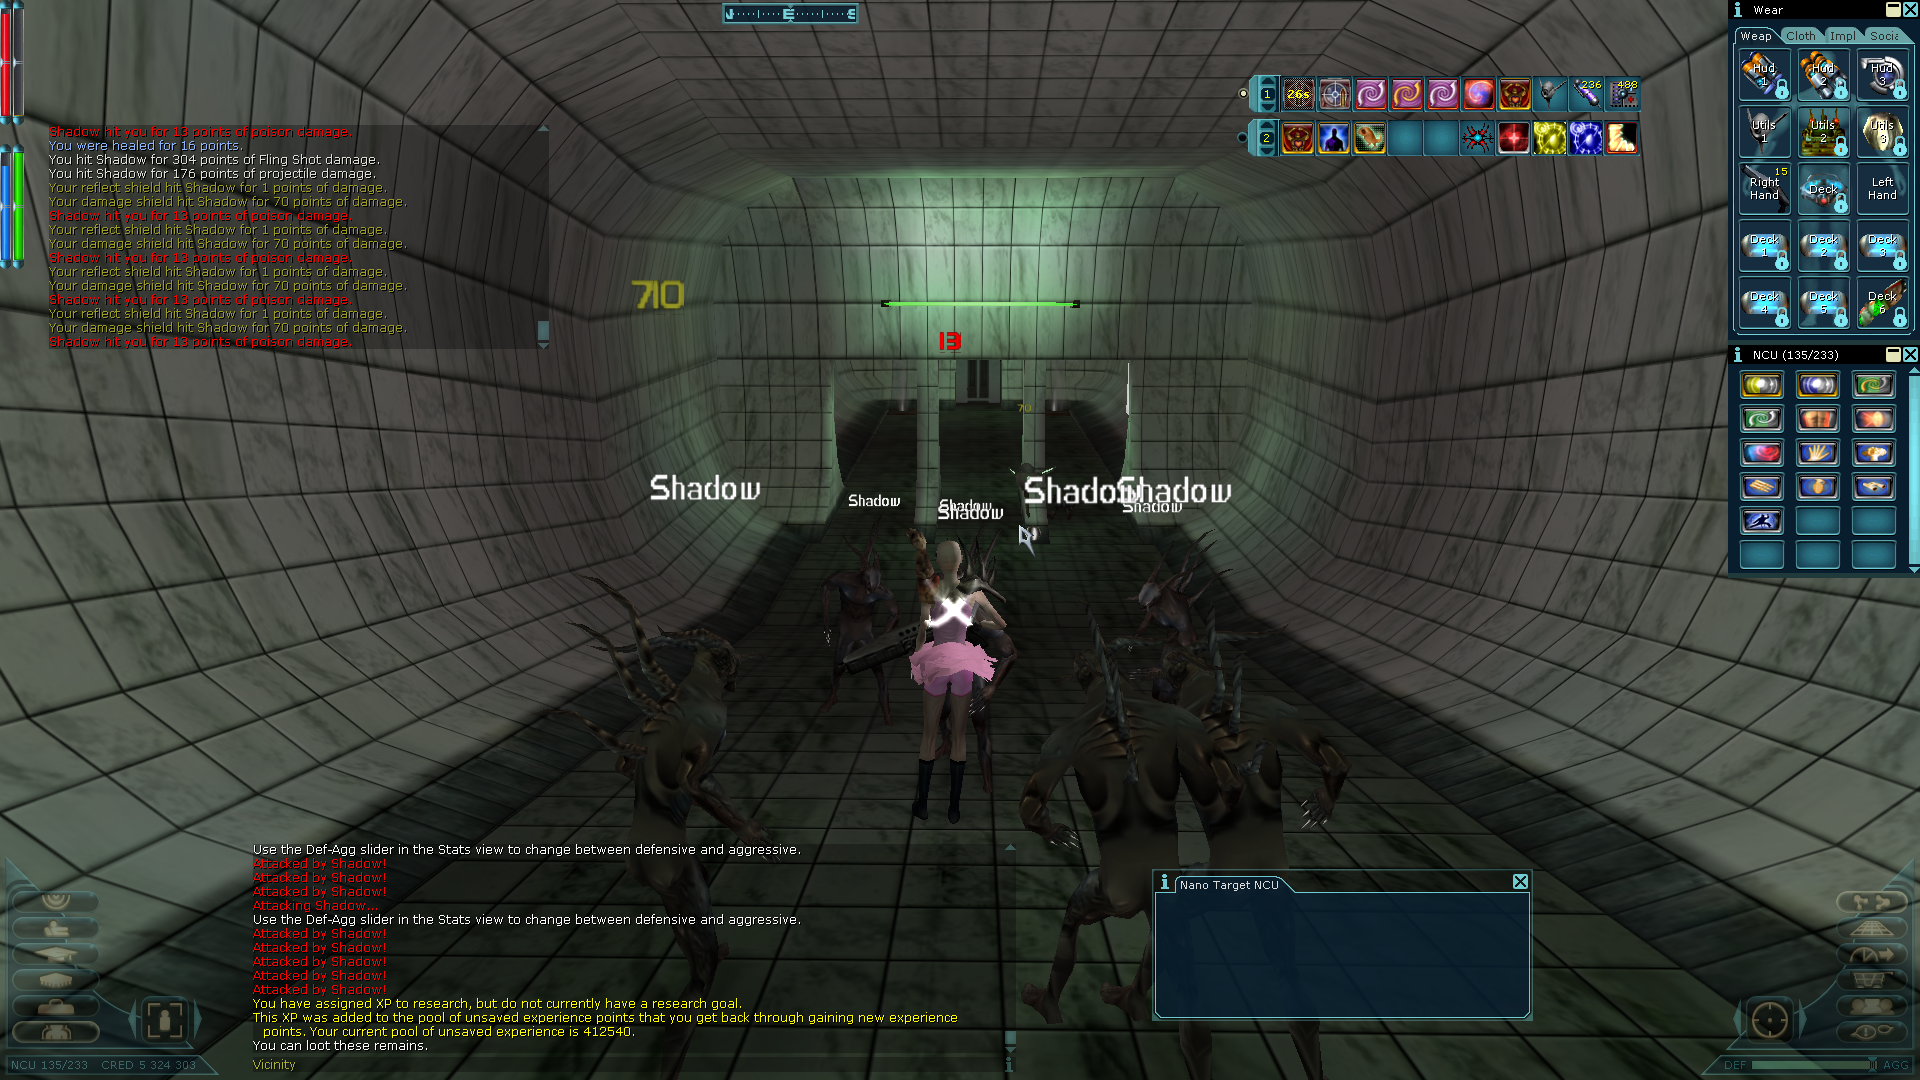 Wear
Weap Cloth Impl Socia
Hud 1
Hud 2
Hud 3
Utils 1
Utils 2
Utils 3
15
Right Hand
Deck
Left Hand
Deck 1
Deck 2
Deck 3
Deck 4
Deck 5
Deck 6
1 26s 236 488
2
NCU (135/233)
Shadow hit you for 13 points of poison damage.
You were healed for 16 points.
You hit Shadow for 304 points of Fling Shot damage.
You hit Shadow for 176 points of projectile damage.
Your reflect shield hit Shadow for 1 points of damage.
Your damage shield hit Shadow for 70 points of damage.
Shadow hit you for 13 points of poison damage.
Your reflect shield hit Shadow for 1 points of damage.
Your damage shield hit Shadow for 70 points of damage.
Shadow hit you for 13 points of poison damage.
Your reflect shield hit Shadow for 1 points of damage.
Your damage shield hit Shadow for 70 points of damage.
Shadow hit you for 13 points of poison damage.
Your reflect shield hit Shadow for 1 points of damage.
Your damage shield hit Shadow for 70 points of damage.
Shadow hit you for 13 points of poison damage.
710
13
70
Shadow
Shadow
Shadow
Shadow
Shadow
Shadow
Shadow
Use the Def-Agg slider in the Stats view to change between defensive and aggressive.
Attacked by Shadow!
Attacked by Shadow!
Attacked by Shadow!
Attacking Shadow...
Use the Def-Agg slider in the Stats view to change between defensive and aggressive.
Attacked by Shadow!
Attacked by Shadow!
Attacked by Shadow!
Attacked by Shadow!
Attacked by Shadow!
You have assigned XP to research, but do not currently have a research goal.
This XP was added to the pool of unsaved experience points that you get back through gaining new experience
points. Your current pool of unsaved experience is 412540.
You can loot these remains.
Vicinity
Nano Target NCU
NCU 135/233 CRED 5 324 303
DEF AGG